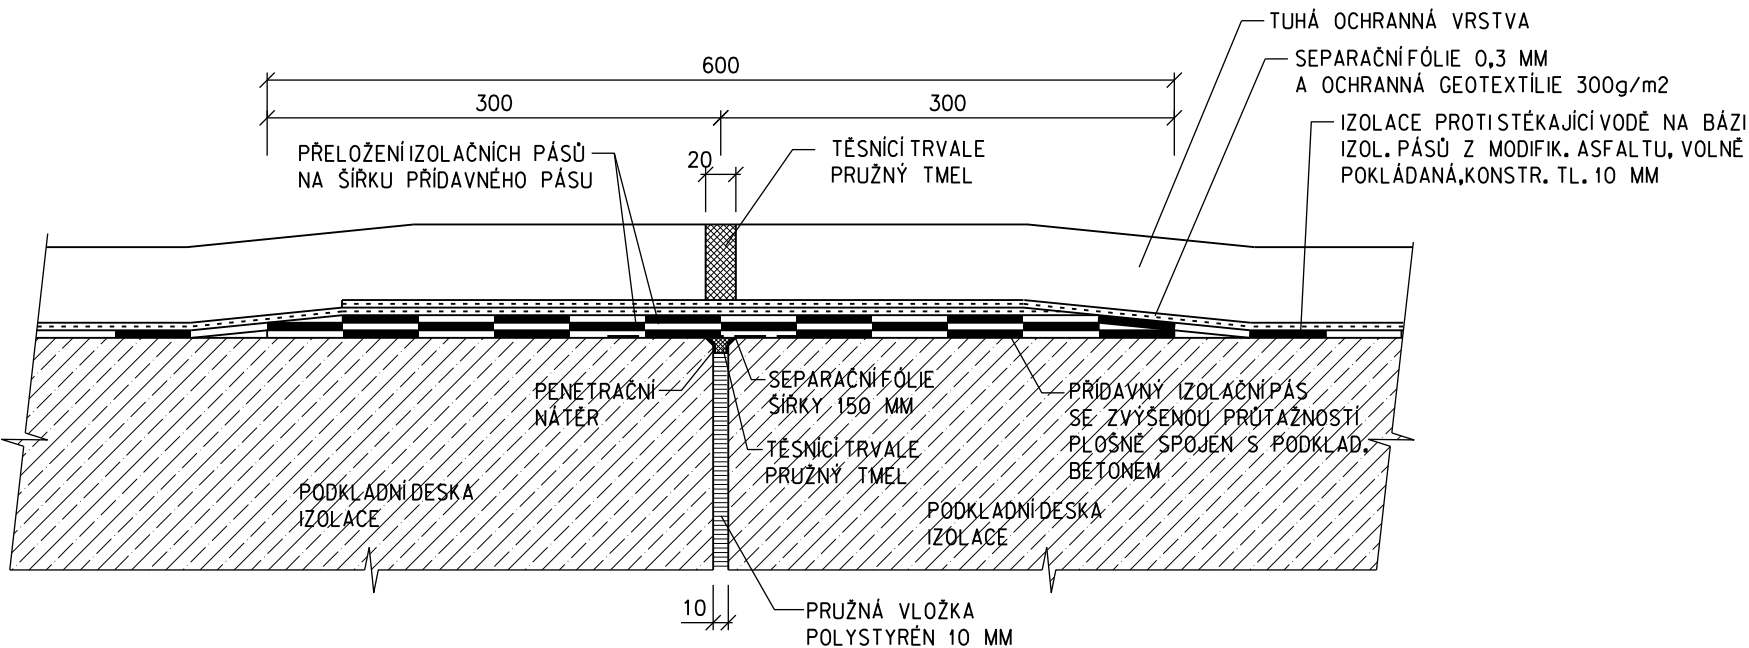 TUHÁ OCHRANNÁ VRSTVA
SEPARAČNÍ FÓLIE 0,3 MM
A OCHRANNÁ GEOTEXTÍLIE 300g/m2
600
300
300
IZOLACE PROTI STÉKAJÍCÍ VODĚ NA BÁZI
IZOL. PÁSŮ Z MODIFIK. ASFALTU, VOLNĚ
POKLÁDANÁ,KONSTR. TL. 10 MM
PŘELOŽENÍ IZOLAČNÍCH PÁSŮ
NA ŠÍŘKU PŘÍDAVNÉHO PÁSU
20
TĚSNÍCÍ TRVALE
PRUŽNÝ TMEL
PENETRAČNÍ
NÁTĚR
SEPARAČNÍ FÓLIE
ŠÍŘKY 150 MM
TĚSNÍCÍ TRVALE
PRUŽNÝ TMEL
PŘÍDAVNÝ IZOLAČNÍ PÁS
SE ZVÝŠENOU PRŮTAŽNOSTÍ
PLOŠNĚ SPOJEN S PODKLAD.
BETONEM
PODKLADNÍ DESKA
IZOLACE
PODKLADNÍ DESKA
IZOLACE
10
PRUŽNÁ VLOŽKA
POLYSTYRÉN 10 MM